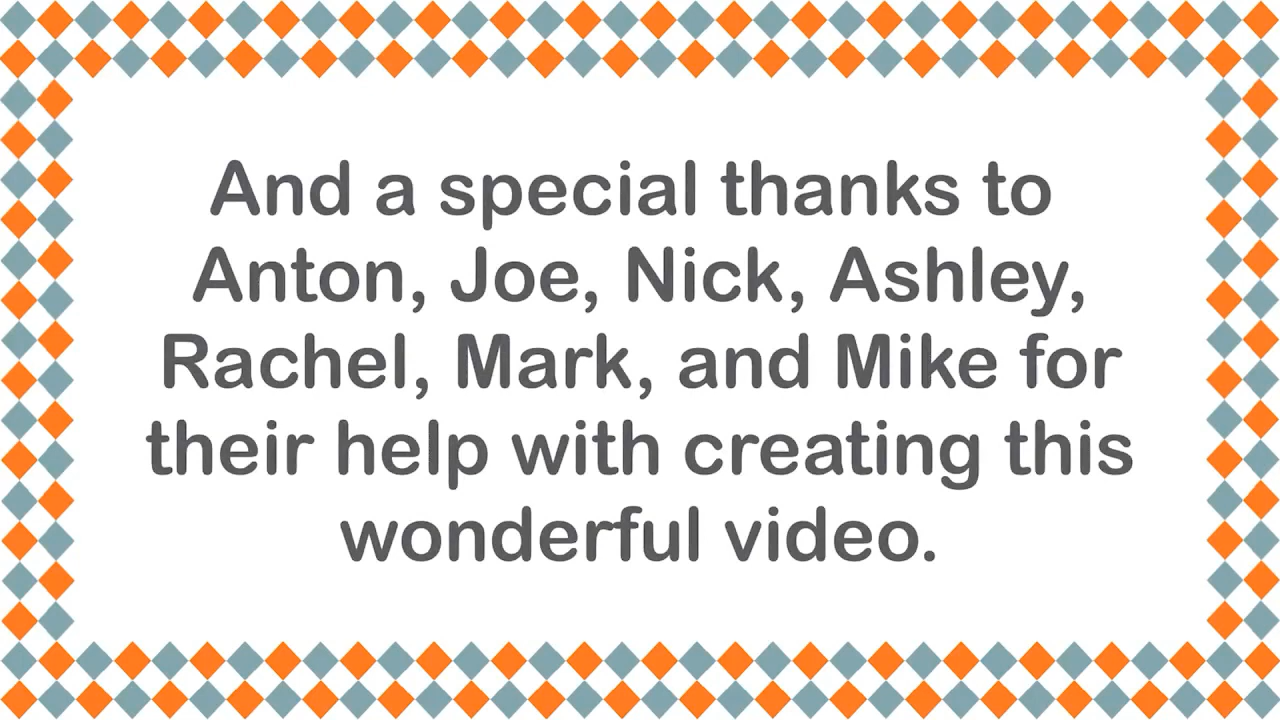 And a special thanks to
Anton, Joe, Nick, Ashley,
Rachel, Mark, and Mike for
their help with creating this
wonderful video.